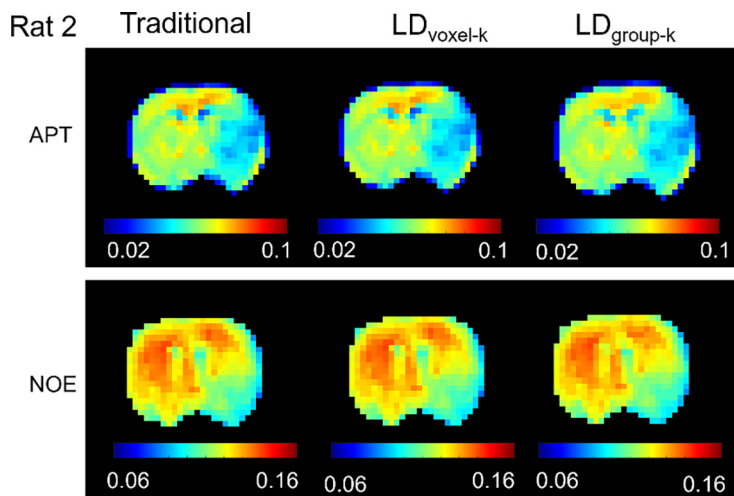 Rat 2 Traditional LDvoxel-k LDgroup-k
APT
0.02 0.1 0.02 0.1 0.02 0.1
NOE
0.06 0.16 0.06 0.16 0.06 0.16